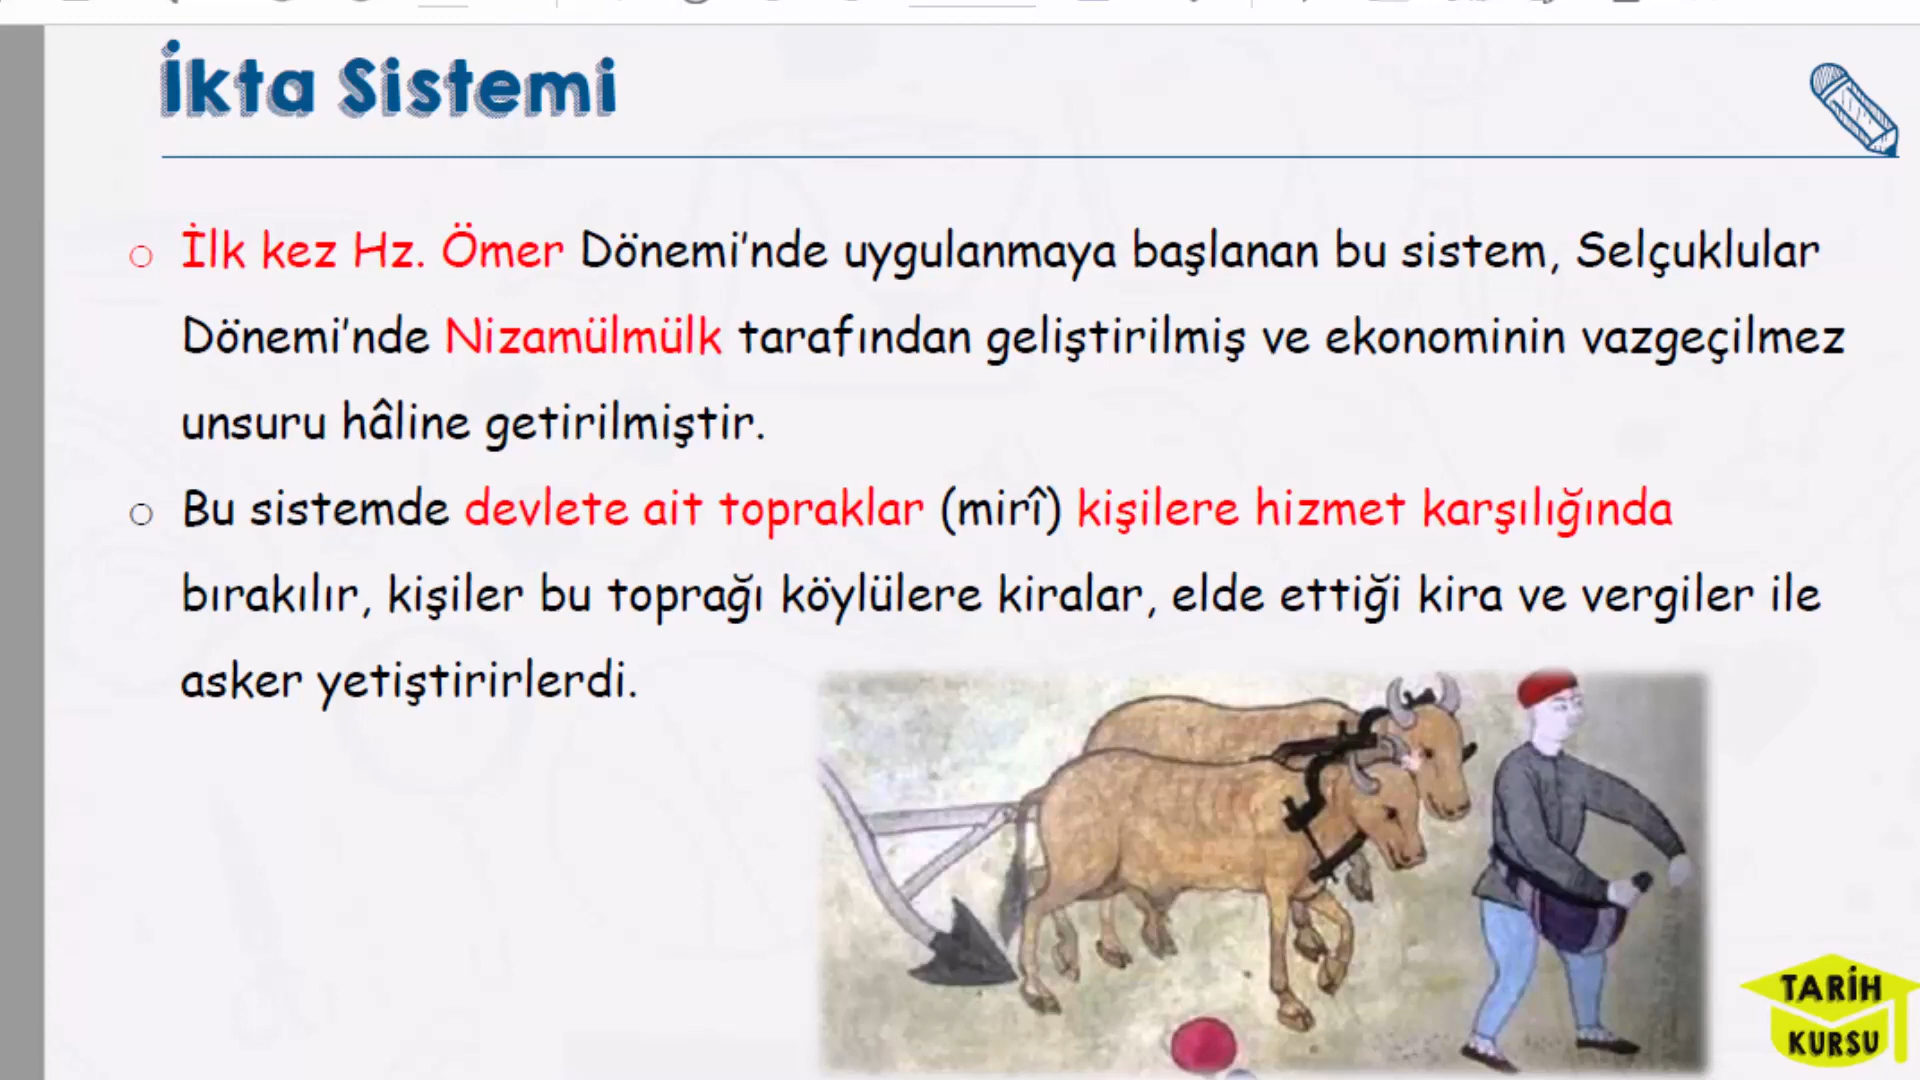 İkta Sistemi
İlk kez Hz. Ömer Dönemi'nde uygulanmaya başlanan bu sistem, Selçuklular
Dönemi'nde Nizamülmülk tarafından geliştirilmiş ve ekonominin vazgeçilmez
unsuru hâline getirilmiştir.
Bu sistemde devlete ait topraklar (mirî) kişilere hizmet karşılığında
bırakılır, kişiler bu toprağı köylülere kiralar, elde ettiği kira ve vergiler ile
asker yetiştirirlerdi.
TARİH
KURSU